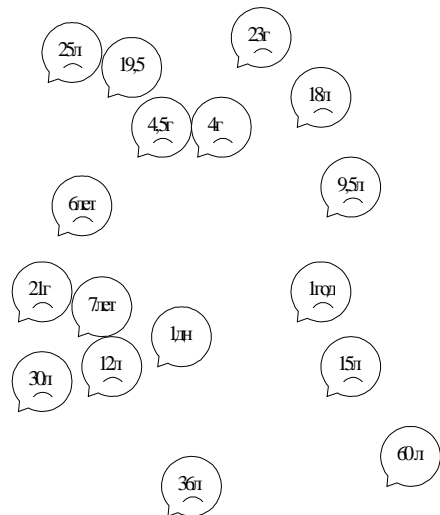 23г
25л
19,5
18л
4,5г
4г
9,5л
6лет
21г
7лет
1год
1дн
12л
15л
30л
60л
36л